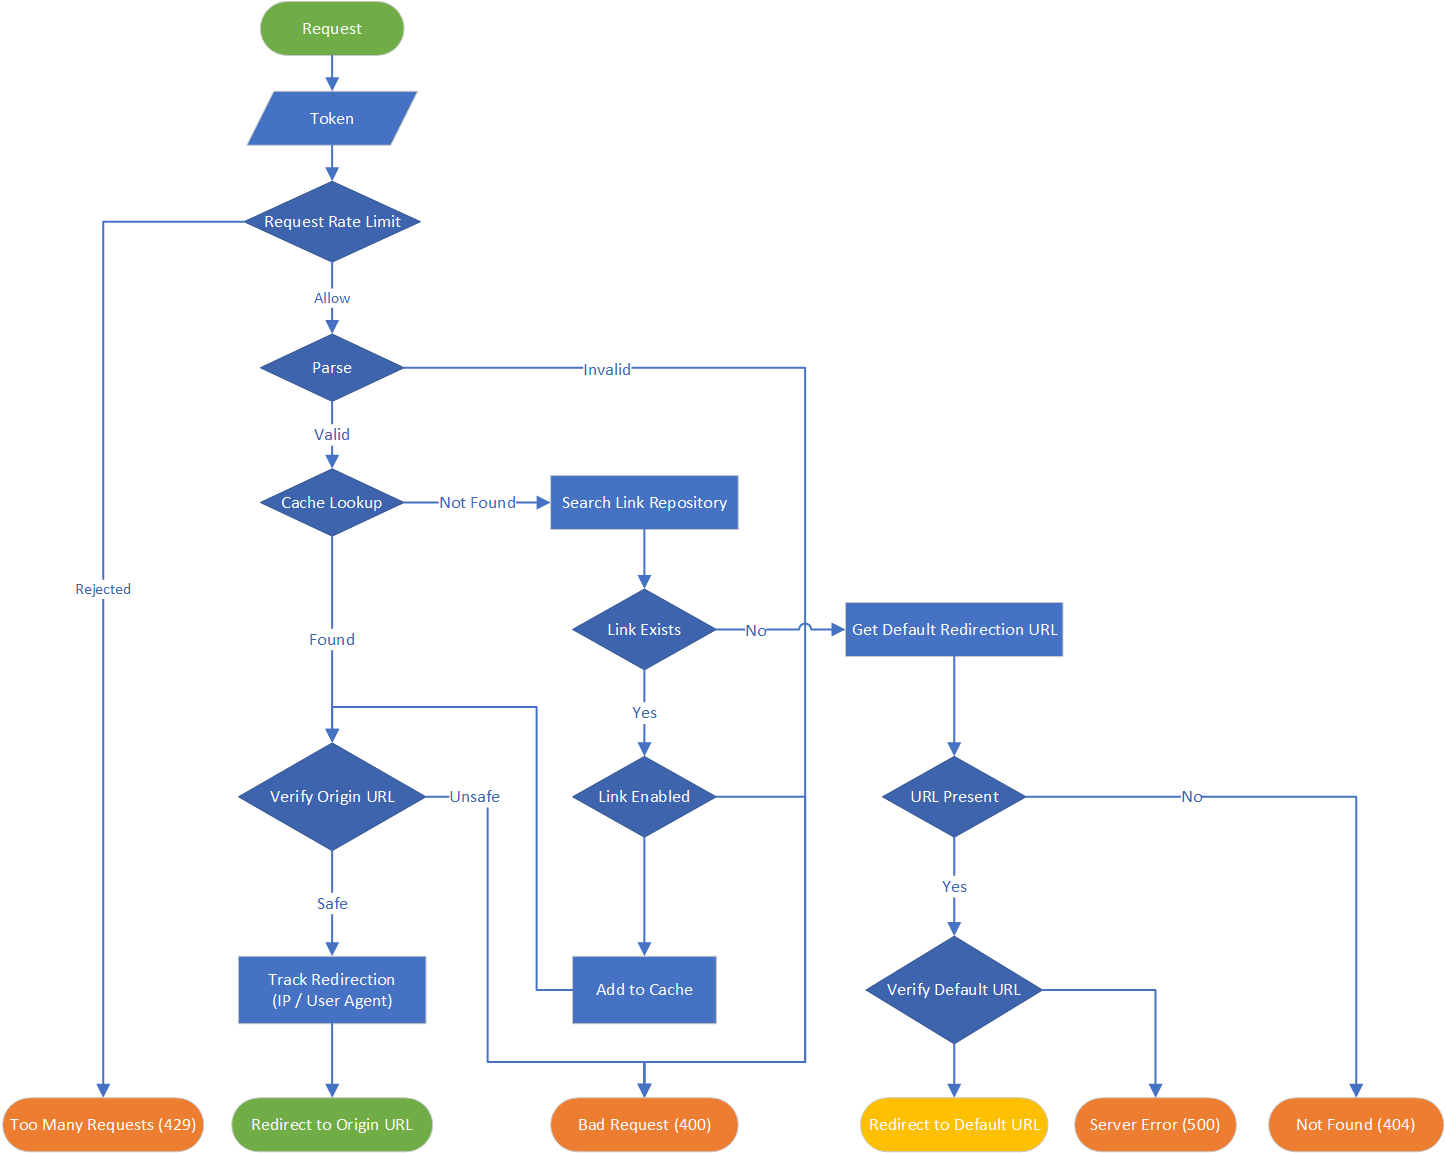 Request
Token
Request Rate Limit
Allow
Parse
Invalid
Valid
Cache Lookup
Not Found
Search Link Repository
Rejected
Found
Link Exists
No
Get Default Redirection URL
Yes
Verify Origin URL
Unsafe
Link Enabled
URL Present
No
Yes
Safe
Track Redirection
(IP / User Agent)
Add to Cache
Verify Default URL
Too Many Requests (429)
Redirect to Origin URL
Bad Request (400)
Redirect to Default URL
Server Error (500)
Not Found (404)